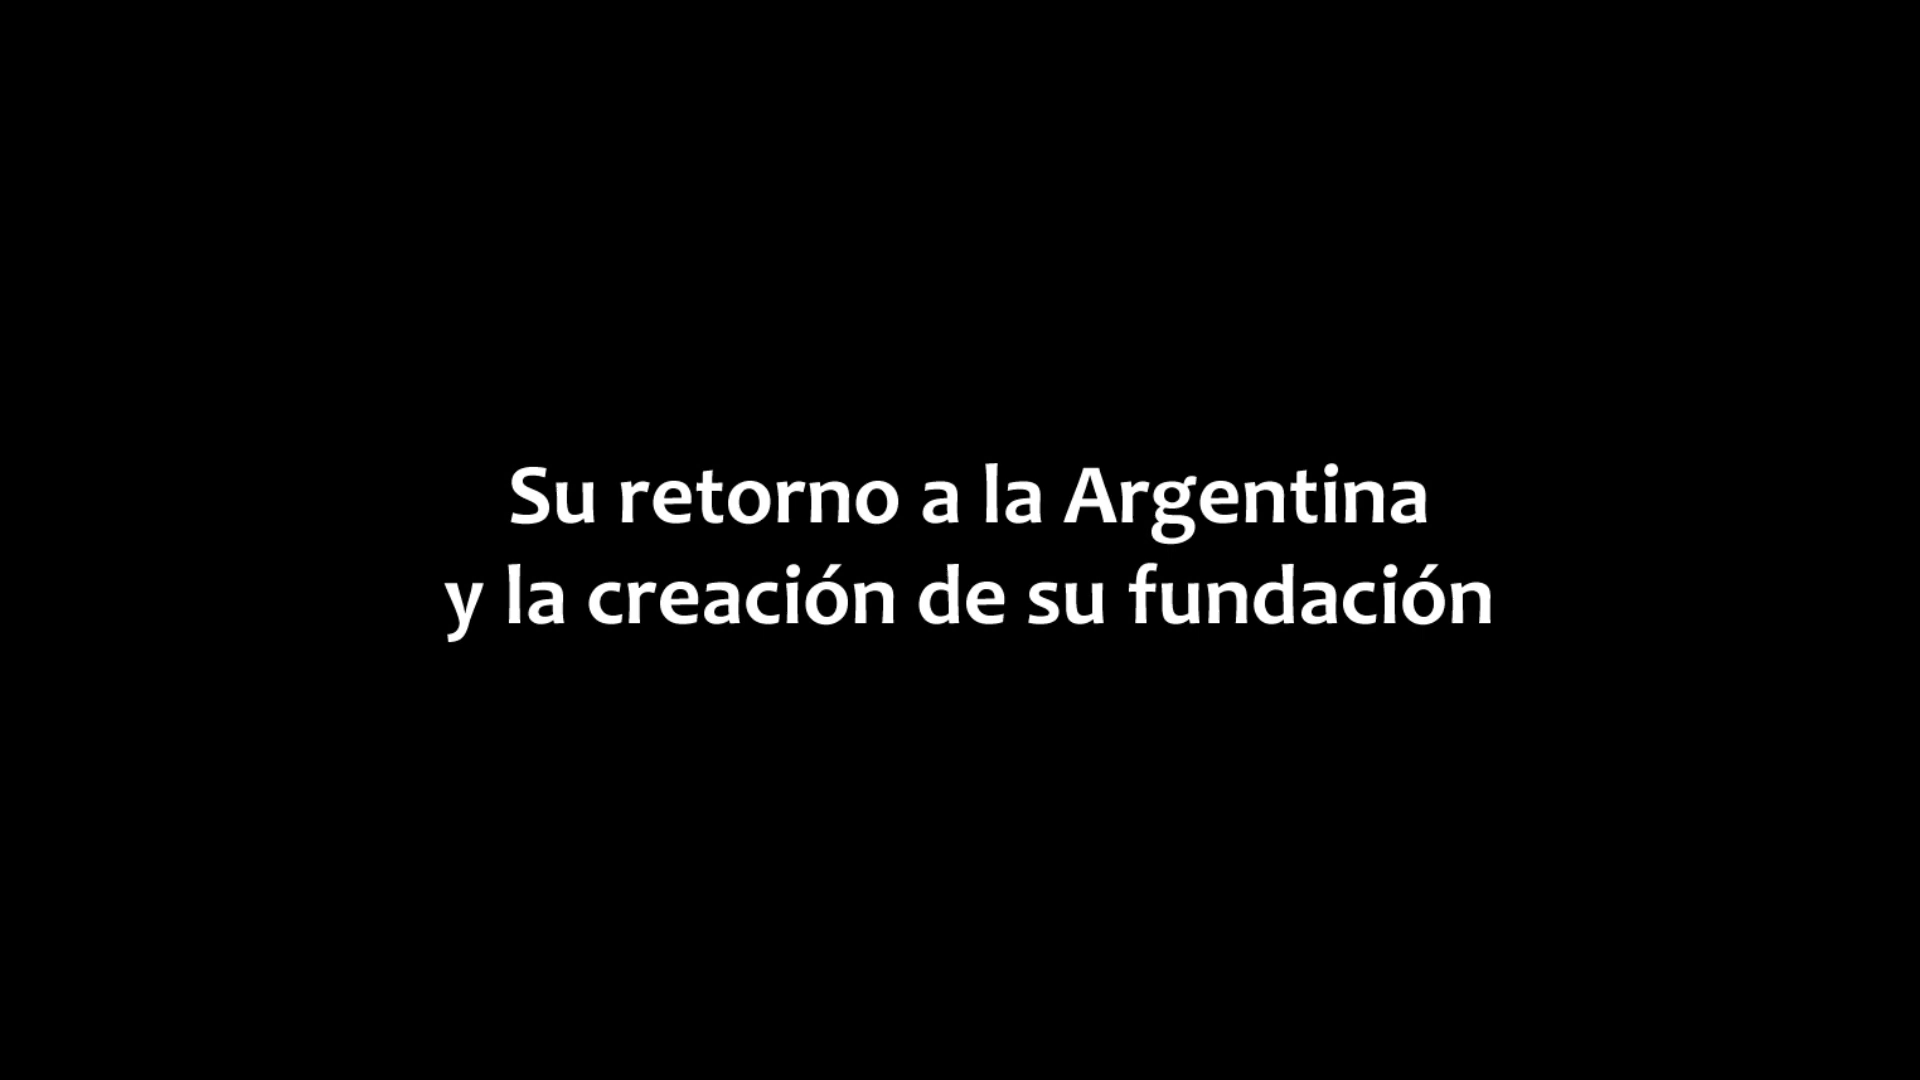 Su retorno a la Argentina
y la creación de su fundación